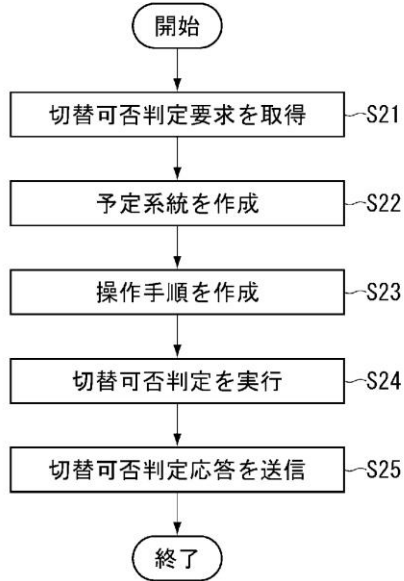 開始
切替可否判定要求を取得 S21
予定系統を作成 S22
操作手順を作成 S23
切替可否判定を実行 S24
切替可否判定応答を送信 S25
終了